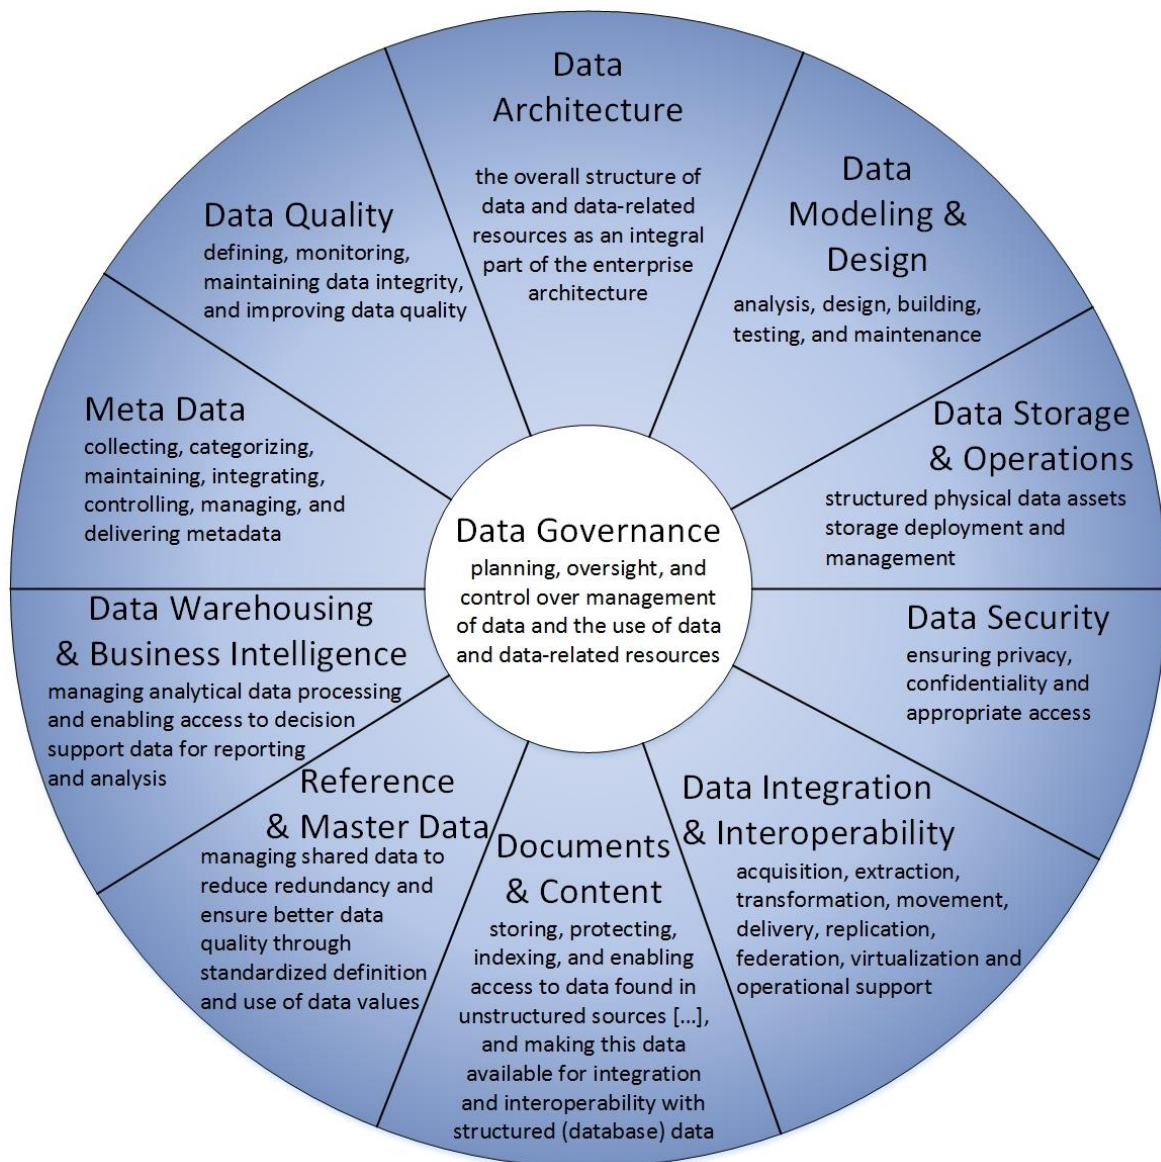 Data
Architecture
the overall structure of
data and data-related
resources as an integral
part of the enterprise
architecture
Data
Modeling &
Design
analysis, design, building,
testing, and maintenance
Data Storage
& Operations
structured physical data assets
storage deployment and
management
Data Security
ensuring privacy,
confidentiality and
appropriate access
Data Integration
& Interoperability
acquisition, extraction,
transformation, movement,
delivery, replication,
federation, virtualization and
operational support
Documents
& Content
storing, protecting,
indexing, and enabling
access to data found in
unstructured sources [...],
and making this data
available for integration
and interoperability with
structured (database) data
Reference
& Master Data
managing shared data to
reduce redundancy and
ensure better data
quality through
standardized definition
and use of data values
Data Warehousing
& Business Intelligence
managing analytical data processing
and enabling access to decision
support data for reporting
and analysis
Meta Data
collecting, categorizing,
maintaining, integrating,
controlling, managing, and
delivering metadata
Data Quality
defining, monitoring,
maintaining data integrity,
and improving data quality
Data Governance
planning, oversight, and
control over management
of data and the use of data
and data-related resources